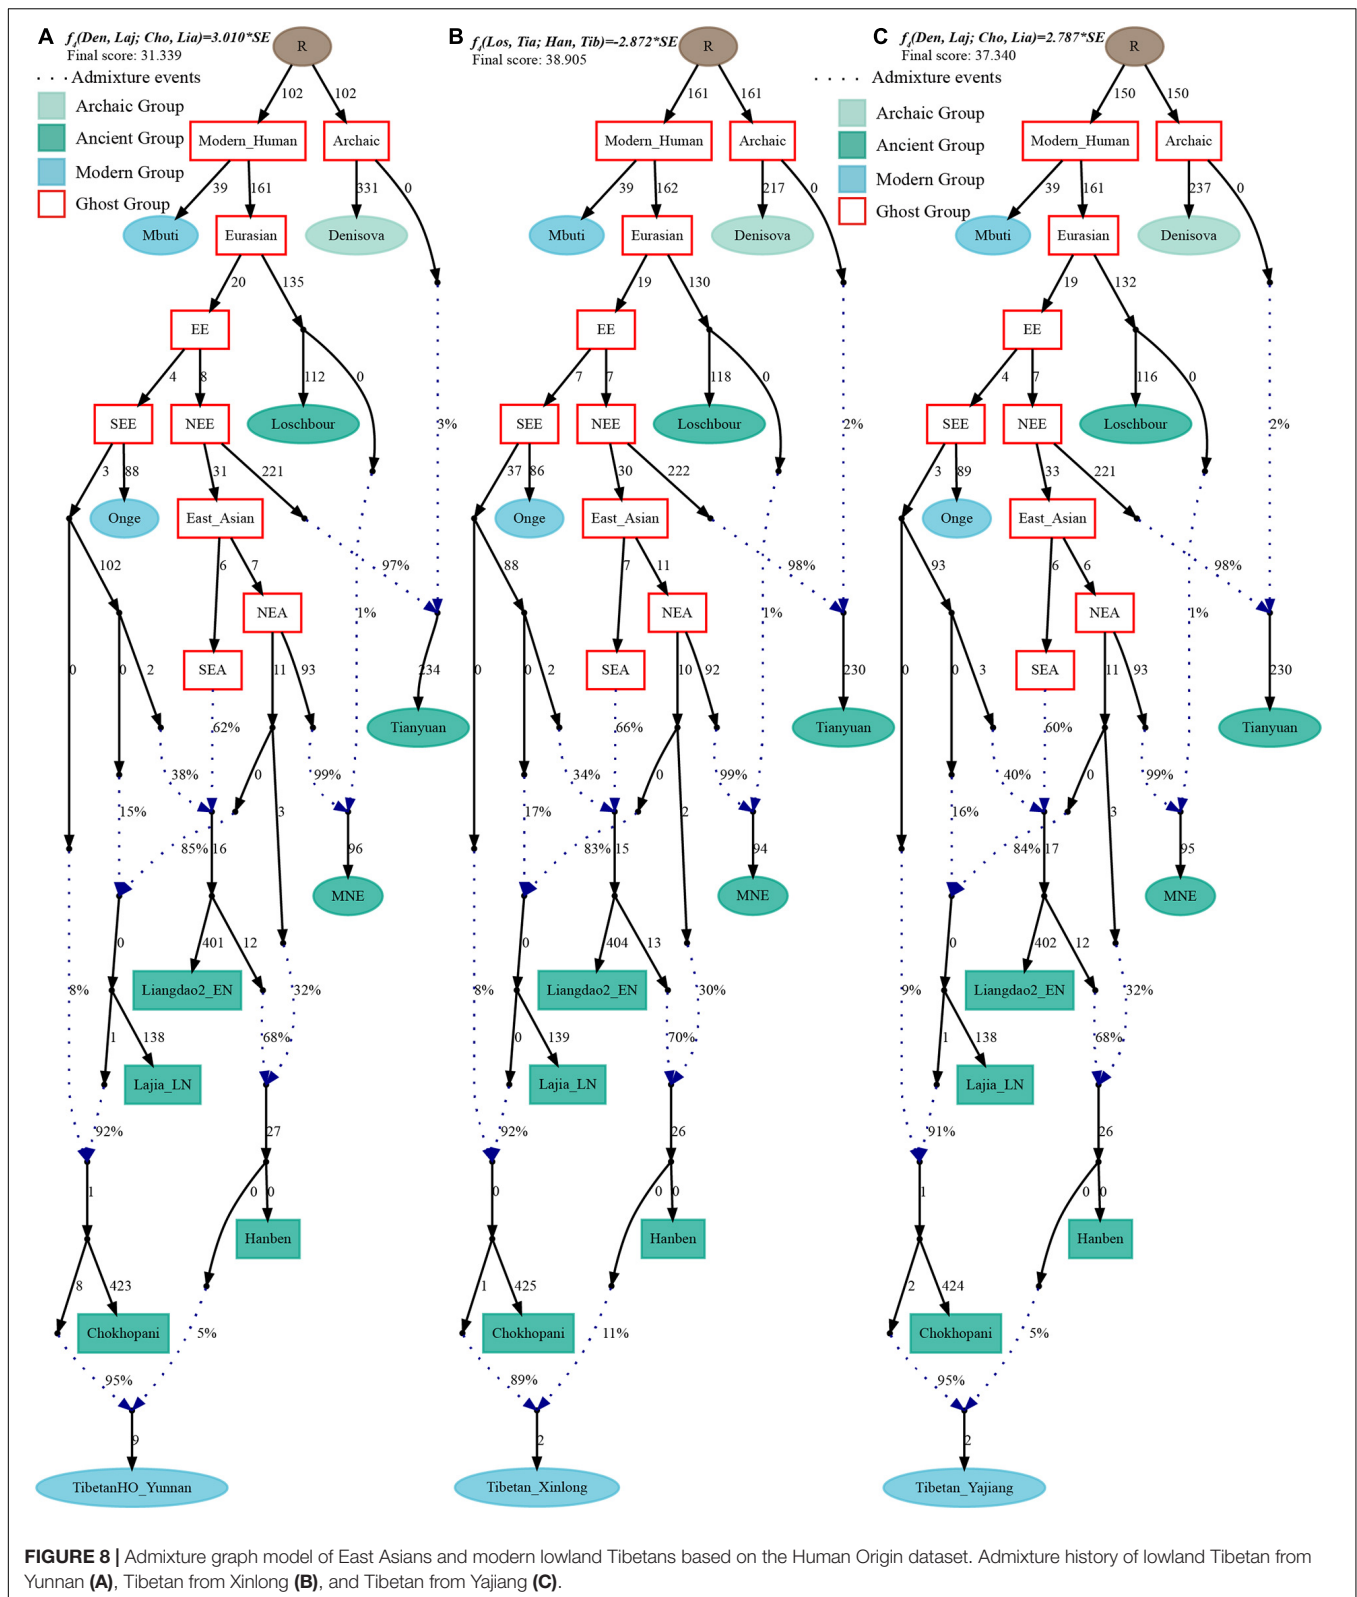 A f4(Den, Laj; Cho, Lia)=3.010*SE
Final score: 31.339
Admixture events
Archaic Group
Ancient Group
Modern Group
Ghost Group
R
102 102
Modern_Human Archaic
39 161 331 0
Mbuti Eurasian Denisova
20 135
EE
4 8 112 0
SEE NEE Loschbour
3%
3 88 31 221
Onge East_Asian
102 6 7 97%
NEA 1%
0 0 2 SEA 11 93 234
62% Tianyuan
38% 0 99%
15% 3
85% 16 96
MNE
0 401 12
8% Liangdao2_EN 32%
1 138 68%
Lajia_LN
92% 27
1 0 0
Hanben
8 423
Chokhopani 5%
95%
9
TibetanHO_Yunnan
B f4(Los, Tia; Han, Tib)=-2.872*SE
Final score: 38.905
R
161 161
Modern_Human Archaic
39 162 217 0
Mbuti Eurasian Denisova
19 130
EE
7 7 118 0
SEE NEE Loschbour
2%
37 86 30 222
Onge East_Asian
88 7 11 98%
NEA 1%
0 0 2 SEA 10 92 230
66% Tianyuan
34% 0 99%
17% 2
83% 15 94
MNE
0 404 13
8% Liangdao2_EN 30%
0 139 70%
Lajia_LN
92% 26
0 0 0
Hanben
1 425
Chokhopani 11%
89%
2
Tibetan_Xinlong
C f4(Den, Laj; Cho, Lia)=2.787*SE
Final score: 37.340
Admixture events
Archaic Group
Ancient Group
Modern Group
Ghost Group
R
150 150
Modern_Human Archaic
39 161 237 0
Mbuti Eurasian Denisova
19 132
EE
4 7 116 0
SEE NEE Loschbour
2%
3 89 33 221
Onge East_Asian
93 6 6 98%
NEA 1%
0 0 3 SEA 11 93 230
60% Tianyuan
40% 0 99%
16% 3
84% 17 95
MNE
0 402 12
9% Liangdao2_EN 32%
1 138 68%
Lajia_LN
91% 26
1 0 0
Hanben
2 424
Chokhopani 5%
95%
2
Tibetan_Yajiang
FIGURE 8 | Admixture graph model of East Asians and modern lowland Tibetans based on the Human Origin dataset. Admixture history of lowland Tibetan from
Yunnan (A), Tibetan from Xinlong (B), and Tibetan from Yajiang (C).